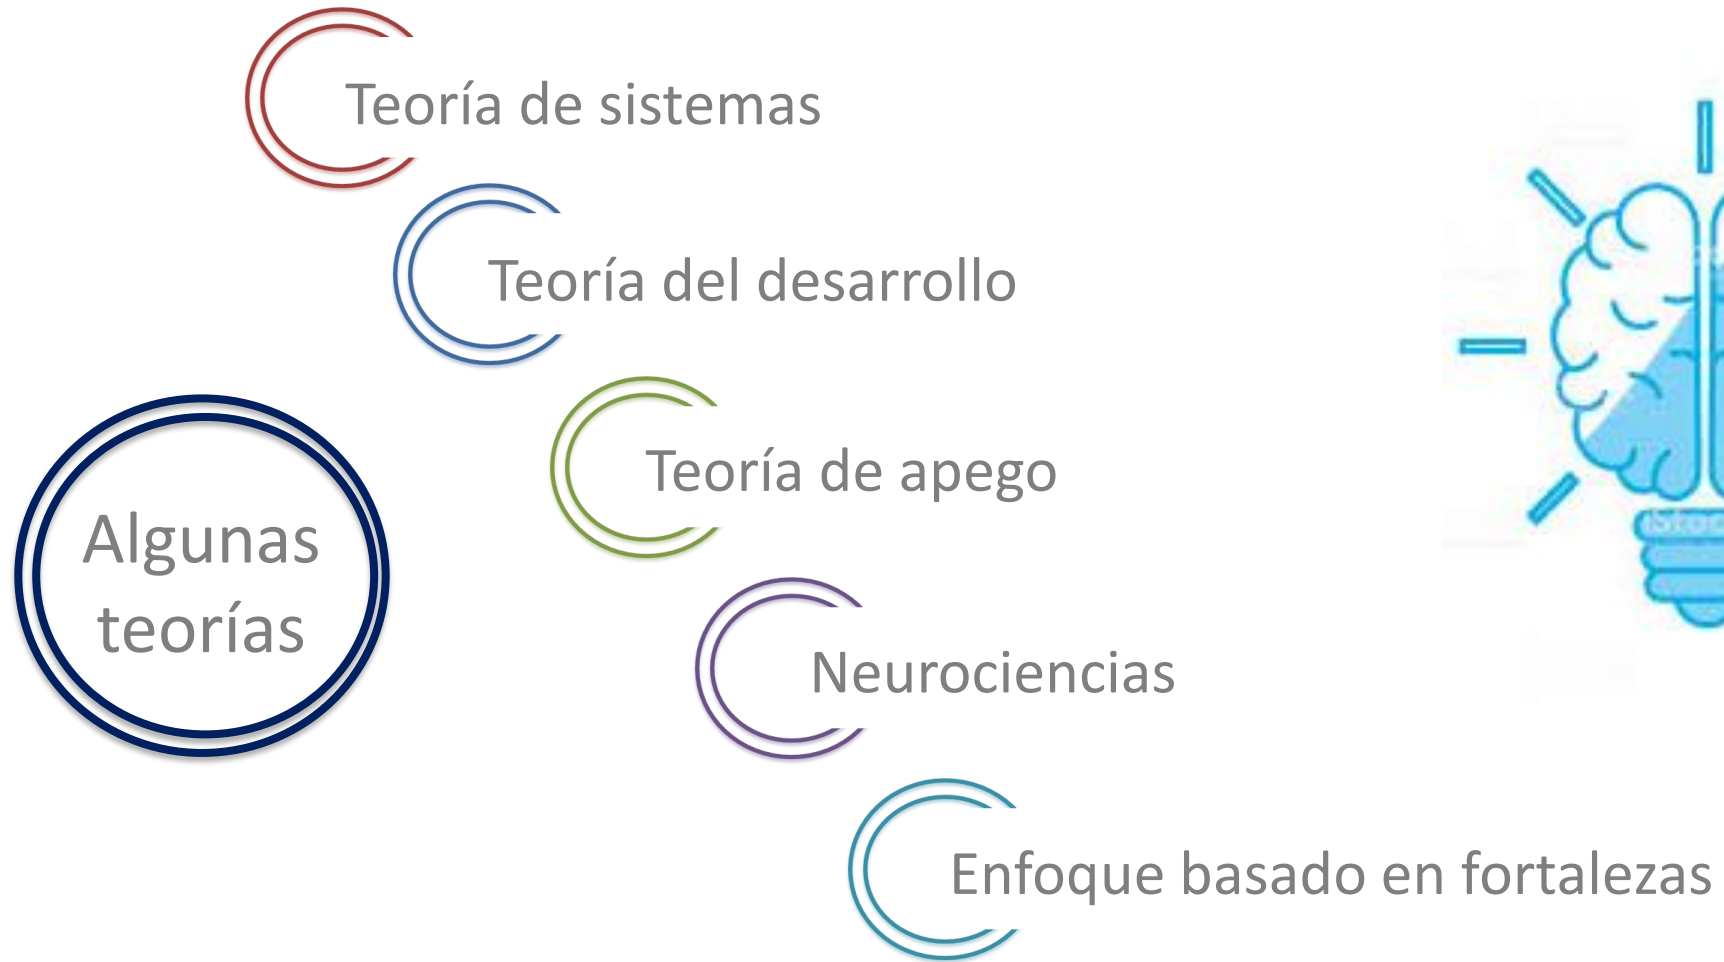 Teoría de sistemas
Teoría del desarrollo
Teoría de apego
Algunas
teorías
Neurociencias
Enfoque basado en fortalezas